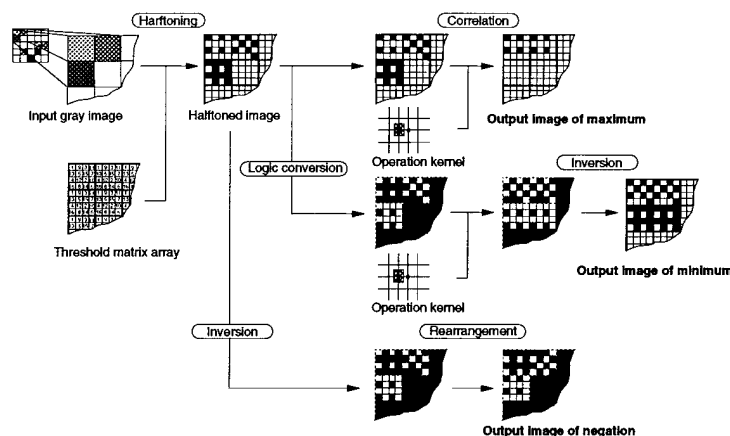 Harftoning
Correlation
Input gray image
Halftoned image
Output image of maximum
Operation kernel
Logic conversion
Inversion
Threshold matrix array
Output image of minimum
Operation kernel
Inversion
Rearrangement
Output image of negation